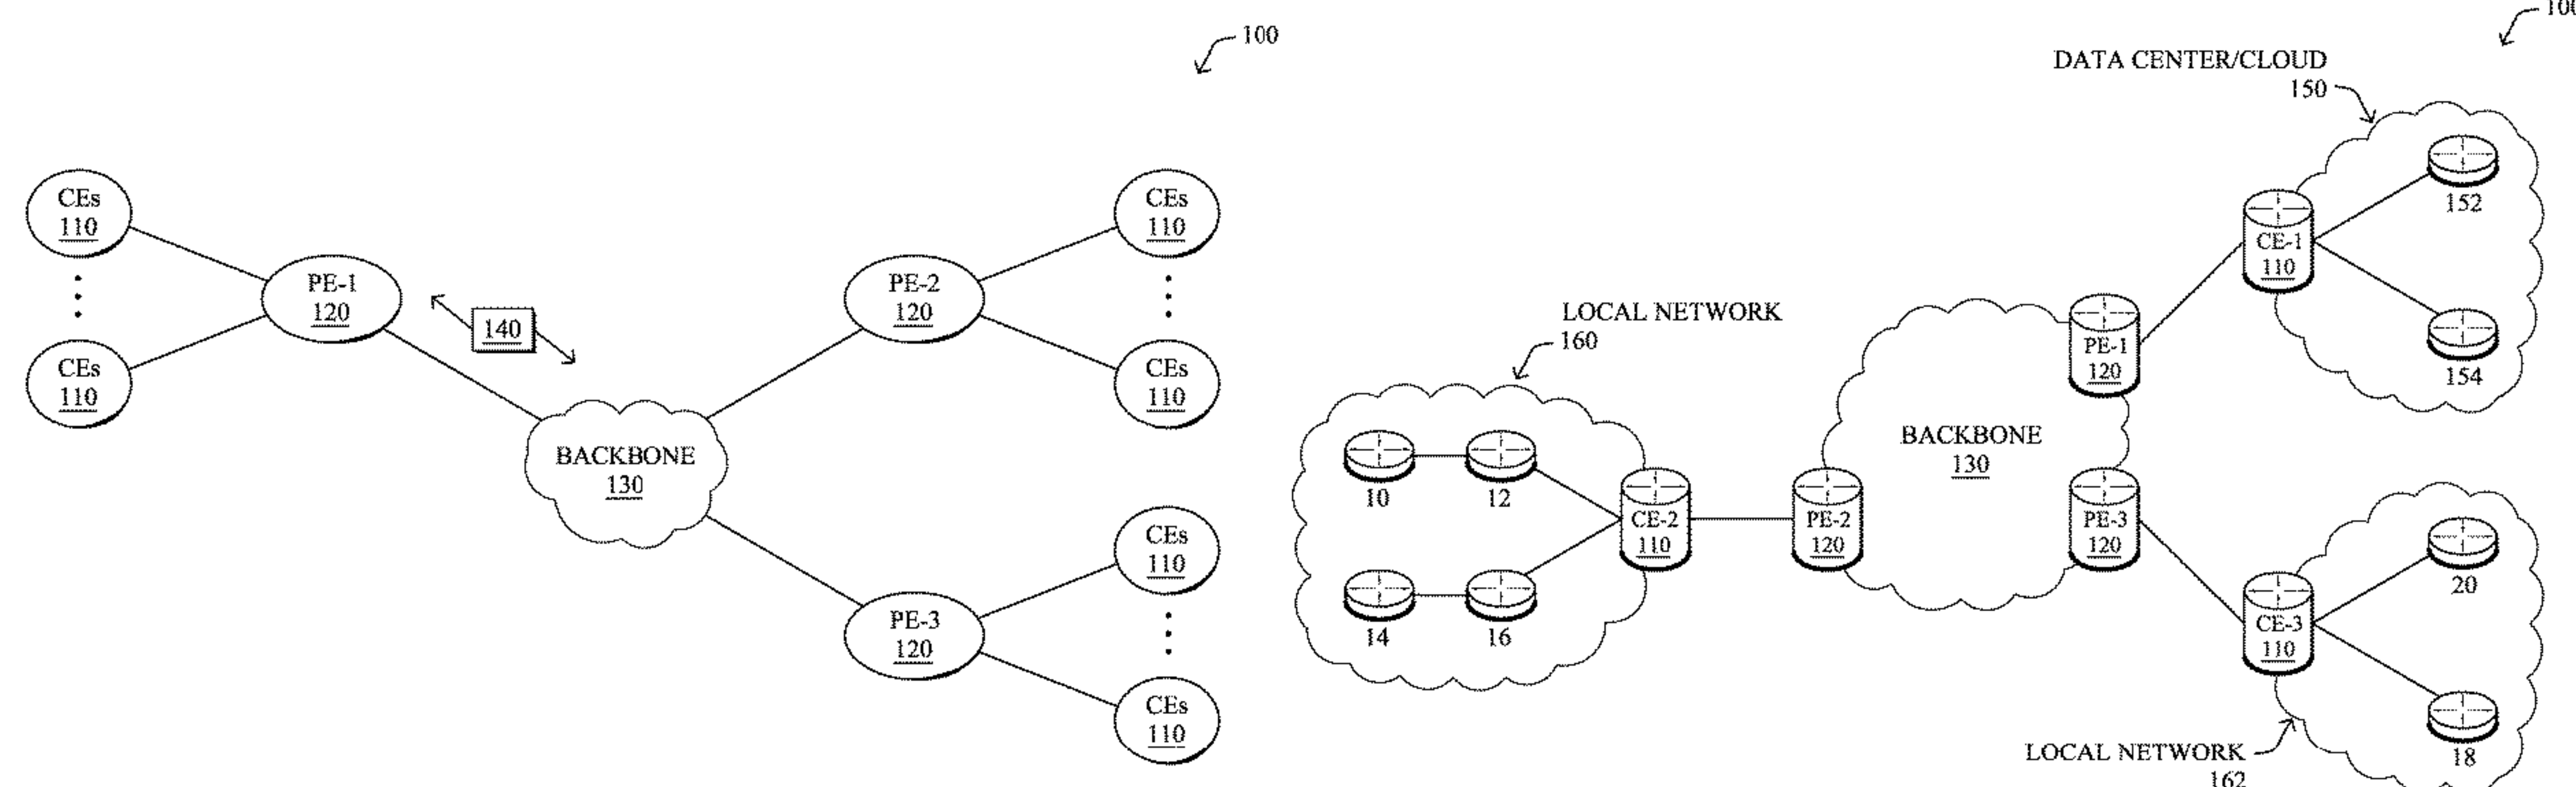 100
CEs
110
CEs
110
PE-1
120
140
BACKBONE
130
PE-2
120
CEs
110
CEs
110
PE-3
120
CEs
110
CEs
110
100
DATA CENTER/CLOUD
150
152
CE-1
110
154
LOCAL NETWORK
160
10
12
14
16
CE-2
110
PE-2
120
BACKBONE
130
PE-1
120
PE-3
120
CE-3
110
20
18
LOCAL NETWORK
162